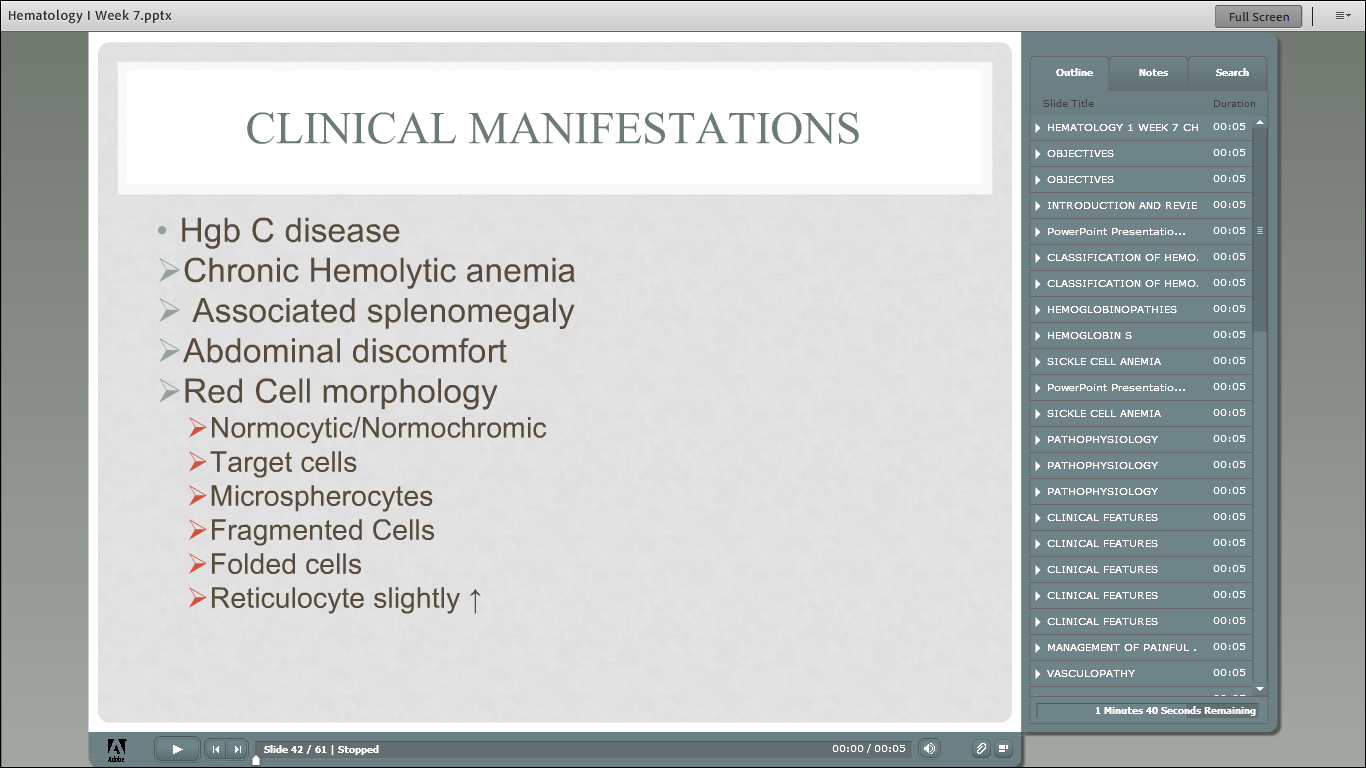 Hematology I Week 7.pptx
Full Screen
CLINICAL MANIFESTATIONS
• Hgb C disease
Chronic Hemolytic anemia
Associated splenomegaly
Abdominal discomfort
Red Cell morphology
Normocytic/Normochromic
Target cells
Microspherocytes
Fragmented Cells
Folded cells
Reticulocyte slightly ↑
Outline Notes Search
Slide Title Duration
HEMATOLOGY 1 WEEK 7 CH 00:05
OBJECTIVES 00:05
OBJECTIVES 00:05
INTRODUCTION AND REVIE 00:05
PowerPoint Presentatio... 00:05
CLASSIFICATION OF HEMO. 00:05
CLASSIFICATION OF HEMO. 00:05
HEMOGLOBINOPATHIES 00:05
HEMOGLOBIN S 00:05
SICKLE CELL ANEMIA 00:05
PowerPoint Presentatio... 00:05
SICKLE CELL ANEMIA 00:05
PATHOPHYSIOLOGY 00:05
PATHOPHYSIOLOGY 00:05
PATHOPHYSIOLOGY 00:05
CLINICAL FEATURES 00:05
CLINICAL FEATURES 00:05
CLINICAL FEATURES 00:05
CLINICAL FEATURES 00:05
CLINICAL FEATURES 00:05
MANAGEMENT OF PAINFUL . 00:05
VASCULOPATHY 00:05
1 Minutes 40 Seconds Remaining
Adobe
Slide 42 / 61 | Stopped
00:00 / 00:05